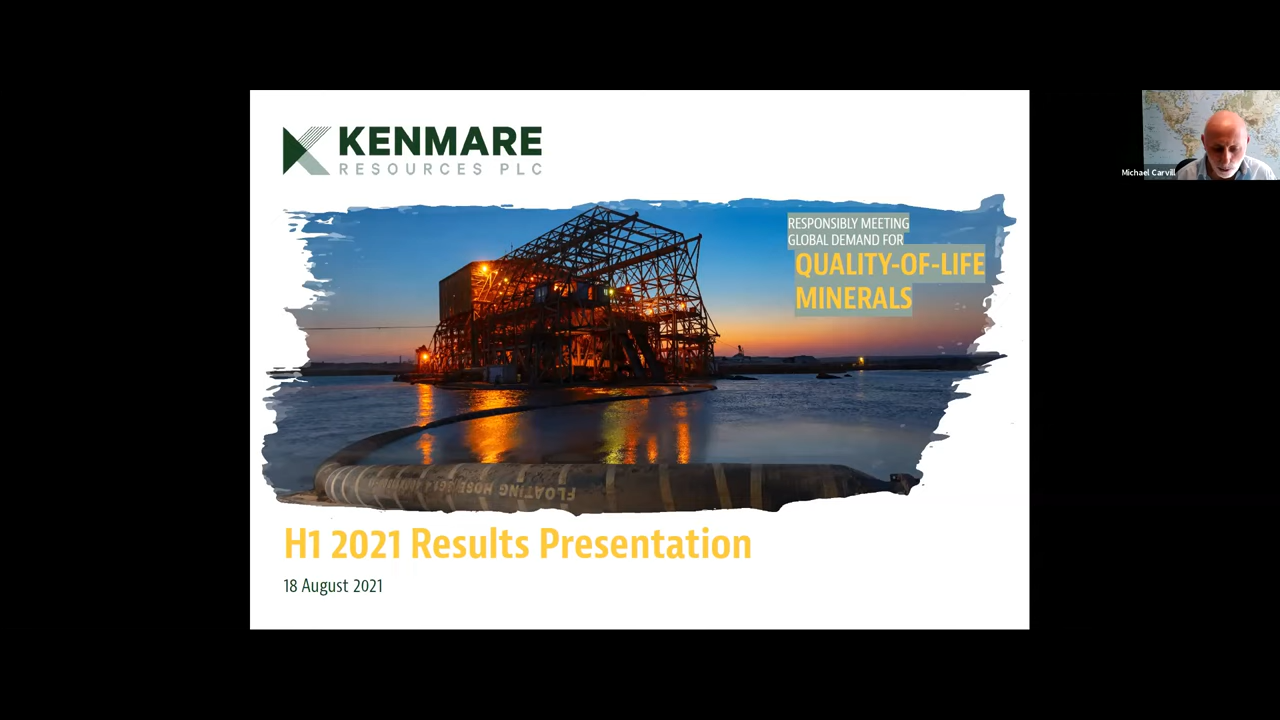 KENMARE
RESOURCES PLC
RESPONSIBLY MEETING
GLOBAL DEMAND FOR
QUALITY-OF-LIFE
MINERALS
Michael Carvill
FLOATING HOSE
H1 2021 Results Presentation
18 August 2021